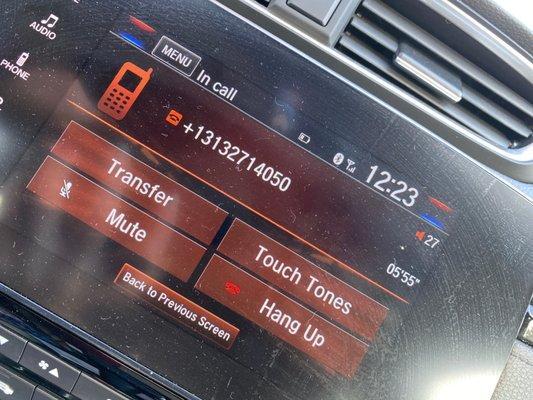 AUDIO
PHONE
MENU
In call
+13132714050
12:23
27
05'55"
Transfer
Touch Tones
Mute
Hang Up
Back to Previous Screen